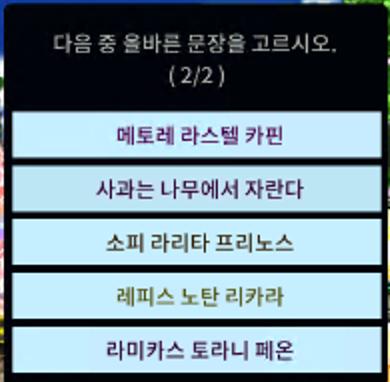 다음 중 올바른 문장을 고르시오.
( 2/2 )
메토레 라스텔 카핀
사과는 나무에서 자란다
소피 라리타 프리노스
레피스 노탄 리카라
라미카스 토라니 페온